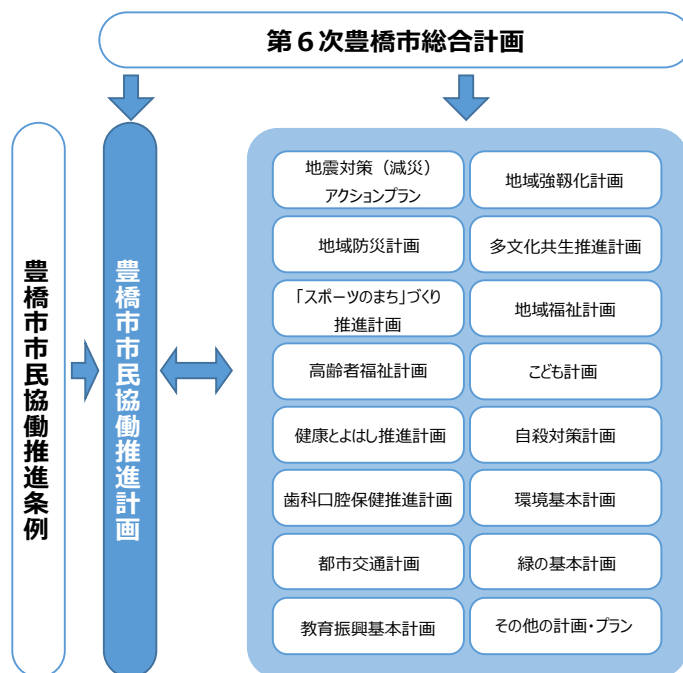 第6次豊橋市総合計画
豊橋市市民協働推進条例
豊橋市市民協働推進計画
地震対策（減災）
アクションプラン
地域強靱化計画
地域防災計画
多文化共生推進計画
「スポーツのまち」づくり
推進計画
地域福祉計画
高齢者福祉計画
こども計画
健康とよはし推進計画
自殺対策計画
歯科口腔保健推進計画
環境基本計画
都市交通計画
緑の基本計画
教育振興基本計画
その他の計画・プラン